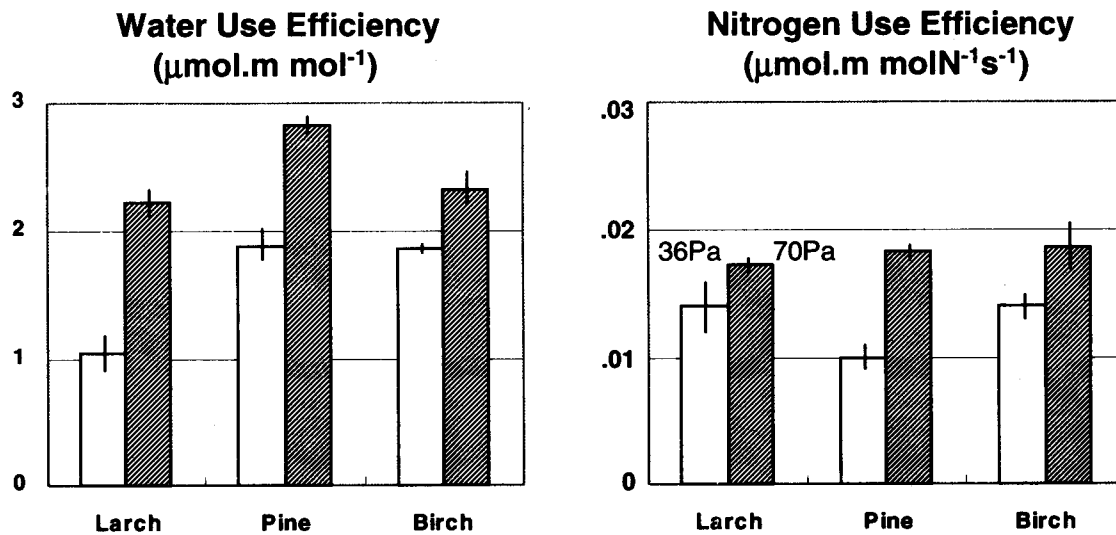 Water Use Efficiency
(μmol.m mol⁻¹)
3
2
1
0
Larch Pine Birch
Nitrogen Use Efficiency
(μmol.m molN⁻¹s⁻¹)
.03
.02
.01
0
36Pa 70Pa
Larch Pine Birch